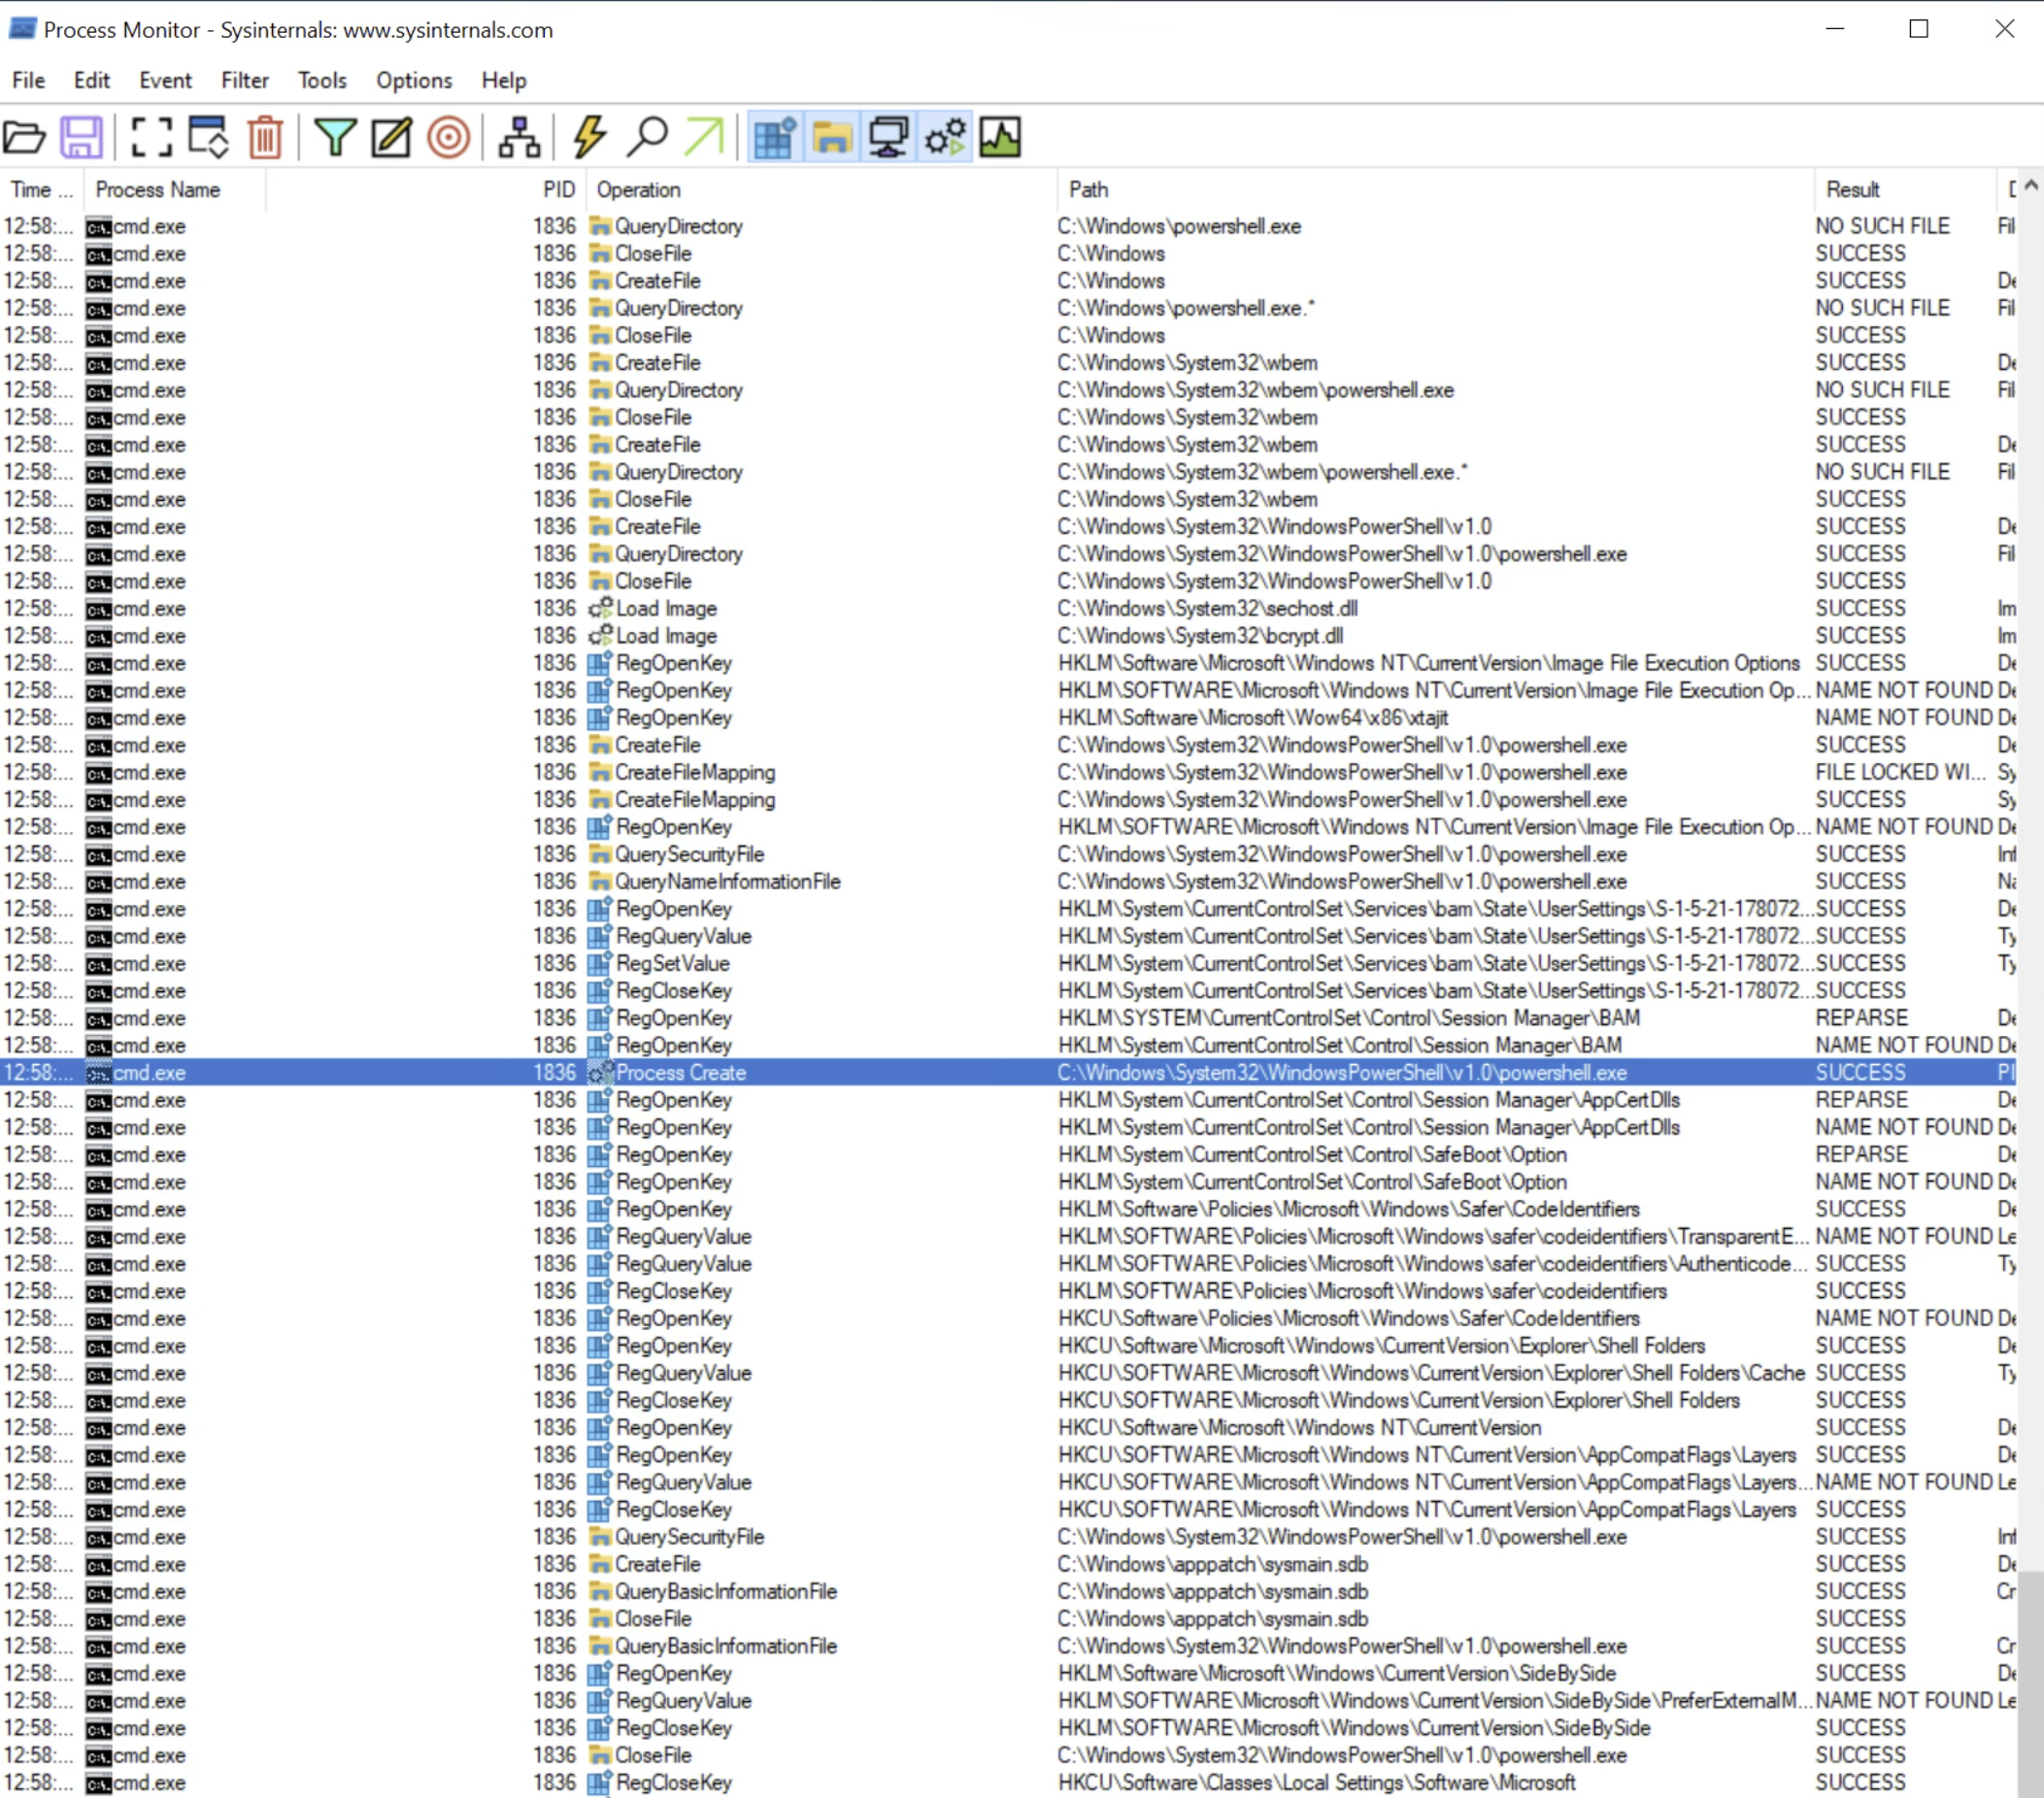 Process Monitor - Sysinternals: www.sysinternals.com
File Edit Event Filter Tools Options Help
Time ... Process Name PID Operation Path Result
12:58:... cmd.exe 1836 QueryDirectory C:\Windows\powershell.exe NO SUCH FILE Fil
12:58:... cmd.exe 1836 CloseFile C:\Windows SUCCESS
12:58:... cmd.exe 1836 CreateFile C:\Windows SUCCESS De
12:58:... cmd.exe 1836 QueryDirectory C:\Windows\powershell.exe.* NO SUCH FILE Fil
12:58:... cmd.exe 1836 CloseFile C:\Windows SUCCESS
12:58:... cmd.exe 1836 CreateFile C:\Windows\System32\wbem SUCCESS De
12:58:... cmd.exe 1836 QueryDirectory C:\Windows\System32\wbem\powershell.exe NO SUCH FILE Fil
12:58:... cmd.exe 1836 CloseFile C:\Windows\System32\wbem SUCCESS
12:58:... cmd.exe 1836 CreateFile C:\Windows\System32\wbem SUCCESS De
12:58:... cmd.exe 1836 QueryDirectory C:\Windows\System32\wbem\powershell.exe.* NO SUCH FILE Fil
12:58:... cmd.exe 1836 CloseFile C:\Windows\System32\wbem SUCCESS
12:58:... cmd.exe 1836 CreateFile C:\Windows\System32\WindowsPowerShell\v1.0 SUCCESS De
12:58:... cmd.exe 1836 QueryDirectory C:\Windows\System32\WindowsPowerShell\v1.0\powershell.exe SUCCESS Fil
12:58:... cmd.exe 1836 CloseFile C:\Windows\System32\WindowsPowerShell\v1.0 SUCCESS
12:58:... cmd.exe 1836 Load Image C:\Windows\System32\sechost.dll SUCCESS Im
12:58:... cmd.exe 1836 Load Image C:\Windows\System32\bcrypt.dll SUCCESS Im
12:58:... cmd.exe 1836 RegOpenKey HKLM\Software\Microsoft\Windows NT\CurrentVersion\Image File Execution Options SUCCESS De
12:58:... cmd.exe 1836 RegOpenKey HKLM\SOFTWARE\Microsoft\Windows NT\CurrentVersion\Image File Execution Op... NAME NOT FOUND De
12:58:... cmd.exe 1836 RegOpenKey HKLM\Software\Microsoft\Wow64\x86\xtajit NAME NOT FOUND De
12:58:... cmd.exe 1836 CreateFile C:\Windows\System32\WindowsPowerShell\v1.0\powershell.exe SUCCESS De
12:58:... cmd.exe 1836 CreateFileMapping C:\Windows\System32\WindowsPowerShell\v1.0\powershell.exe FILE LOCKED WI... Sy
12:58:... cmd.exe 1836 CreateFileMapping C:\Windows\System32\WindowsPowerShell\v1.0\powershell.exe SUCCESS Sy
12:58:... cmd.exe 1836 RegOpenKey HKLM\SOFTWARE\Microsoft\Windows NT\CurrentVersion\Image File Execution Op... NAME NOT FOUND De
12:58:... cmd.exe 1836 QuerySecurityFile C:\Windows\System32\WindowsPowerShell\v1.0\powershell.exe SUCCESS Inf
12:58:... cmd.exe 1836 QueryNameInformationFile C:\Windows\System32\WindowsPowerShell\v1.0\powershell.exe SUCCESS Na
12:58:... cmd.exe 1836 RegOpenKey HKLM\System\CurrentControlSet\Services\bam\State\UserSettings\S-1-5-21-178072... SUCCESS De
12:58:... cmd.exe 1836 RegQueryValue HKLM\System\CurrentControlSet\Services\bam\State\UserSettings\S-1-5-21-178072... SUCCESS Ty
12:58:... cmd.exe 1836 RegSetValue HKLM\System\CurrentControlSet\Services\bam\State\UserSettings\S-1-5-21-178072... SUCCESS Ty
12:58:... cmd.exe 1836 RegCloseKey HKLM\System\CurrentControlSet\Services\bam\State\UserSettings\S-1-5-21-178072... SUCCESS
12:58:... cmd.exe 1836 RegOpenKey HKLM\SYSTEM\CurrentControlSet\Control\Session Manager\BAM REPARSE De
12:58:... cmd.exe 1836 RegOpenKey HKLM\System\CurrentControlSet\Control\Session Manager\BAM NAME NOT FOUND De
12:58:... cmd.exe 1836 Process Create C:\Windows\System32\WindowsPowerShell\v1.0\powershell.exe SUCCESS PI
12:58:... cmd.exe 1836 RegOpenKey HKLM\System\CurrentControlSet\Control\Session Manager\AppCertDlls REPARSE De
12:58:... cmd.exe 1836 RegOpenKey HKLM\System\CurrentControlSet\Control\Session Manager\AppCertDlls NAME NOT FOUND De
12:58:... cmd.exe 1836 RegOpenKey HKLM\System\CurrentControlSet\Control\SafeBoot\Option REPARSE De
12:58:... cmd.exe 1836 RegOpenKey HKLM\System\CurrentControlSet\Control\SafeBoot\Option NAME NOT FOUND De
12:58:... cmd.exe 1836 RegOpenKey HKLM\Software\Policies\Microsoft\Windows\Safer\CodeIdentifiers SUCCESS De
12:58:... cmd.exe 1836 RegQueryValue HKLM\SOFTWARE\Policies\Microsoft\Windows\safer\codeidentifiers\TransparentE... NAME NOT FOUND Le
12:58:... cmd.exe 1836 RegQueryValue HKLM\SOFTWARE\Policies\Microsoft\Windows\safer\codeidentifiers\Authenticode... SUCCESS Ty
12:58:... cmd.exe 1836 RegCloseKey HKLM\SOFTWARE\Policies\Microsoft\Windows\safer\codeidentifiers SUCCESS
12:58:... cmd.exe 1836 RegOpenKey HKCU\Software\Policies\Microsoft\Windows\Safer\CodeIdentifiers NAME NOT FOUND De
12:58:... cmd.exe 1836 RegOpenKey HKCU\Software\Microsoft\Windows\CurrentVersion\Explorer\Shell Folders SUCCESS De
12:58:... cmd.exe 1836 RegQueryValue HKCU\SOFTWARE\Microsoft\Windows\CurrentVersion\Explorer\Shell Folders\Cache SUCCESS Ty
12:58:... cmd.exe 1836 RegCloseKey HKCU\SOFTWARE\Microsoft\Windows\CurrentVersion\Explorer\Shell Folders SUCCESS
12:58:... cmd.exe 1836 RegOpenKey HKCU\Software\Microsoft\Windows NT\CurrentVersion SUCCESS De
12:58:... cmd.exe 1836 RegOpenKey HKCU\SOFTWARE\Microsoft\Windows NT\CurrentVersion\AppCompatFlags\Layers SUCCESS De
12:58:... cmd.exe 1836 RegQueryValue HKCU\SOFTWARE\Microsoft\Windows NT\CurrentVersion\AppCompatFlags\Layers... NAME NOT FOUND Le
12:58:... cmd.exe 1836 RegCloseKey HKCU\SOFTWARE\Microsoft\Windows NT\CurrentVersion\AppCompatFlags\Layers SUCCESS
12:58:... cmd.exe 1836 QuerySecurityFile C:\Windows\System32\WindowsPowerShell\v1.0\powershell.exe SUCCESS Inf
12:58:... cmd.exe 1836 CreateFile C:\Windows\apppatch\sysmain.sdb SUCCESS De
12:58:... cmd.exe 1836 QueryBasicInformationFile C:\Windows\apppatch\sysmain.sdb SUCCESS Cr
12:58:... cmd.exe 1836 CloseFile C:\Windows\apppatch\sysmain.sdb SUCCESS
12:58:... cmd.exe 1836 QueryBasicInformationFile C:\Windows\System32\WindowsPowerShell\v1.0\powershell.exe SUCCESS Cr
12:58:... cmd.exe 1836 RegOpenKey HKLM\Software\Microsoft\Windows\CurrentVersion\SideBySide SUCCESS De
12:58:... cmd.exe 1836 RegQueryValue HKLM\SOFTWARE\Microsoft\Windows\CurrentVersion\SideBySide\PreferExternalM... NAME NOT FOUND Le
12:58:... cmd.exe 1836 RegCloseKey HKLM\SOFTWARE\Microsoft\Windows\CurrentVersion\SideBySide SUCCESS
12:58:... cmd.exe 1836 CloseFile C:\Windows\System32\WindowsPowerShell\v1.0\powershell.exe SUCCESS
12:58:... cmd.exe 1836 RegCloseKey HKCU\Software\Classes\Local Settings\Software\Microsoft SUCCESS